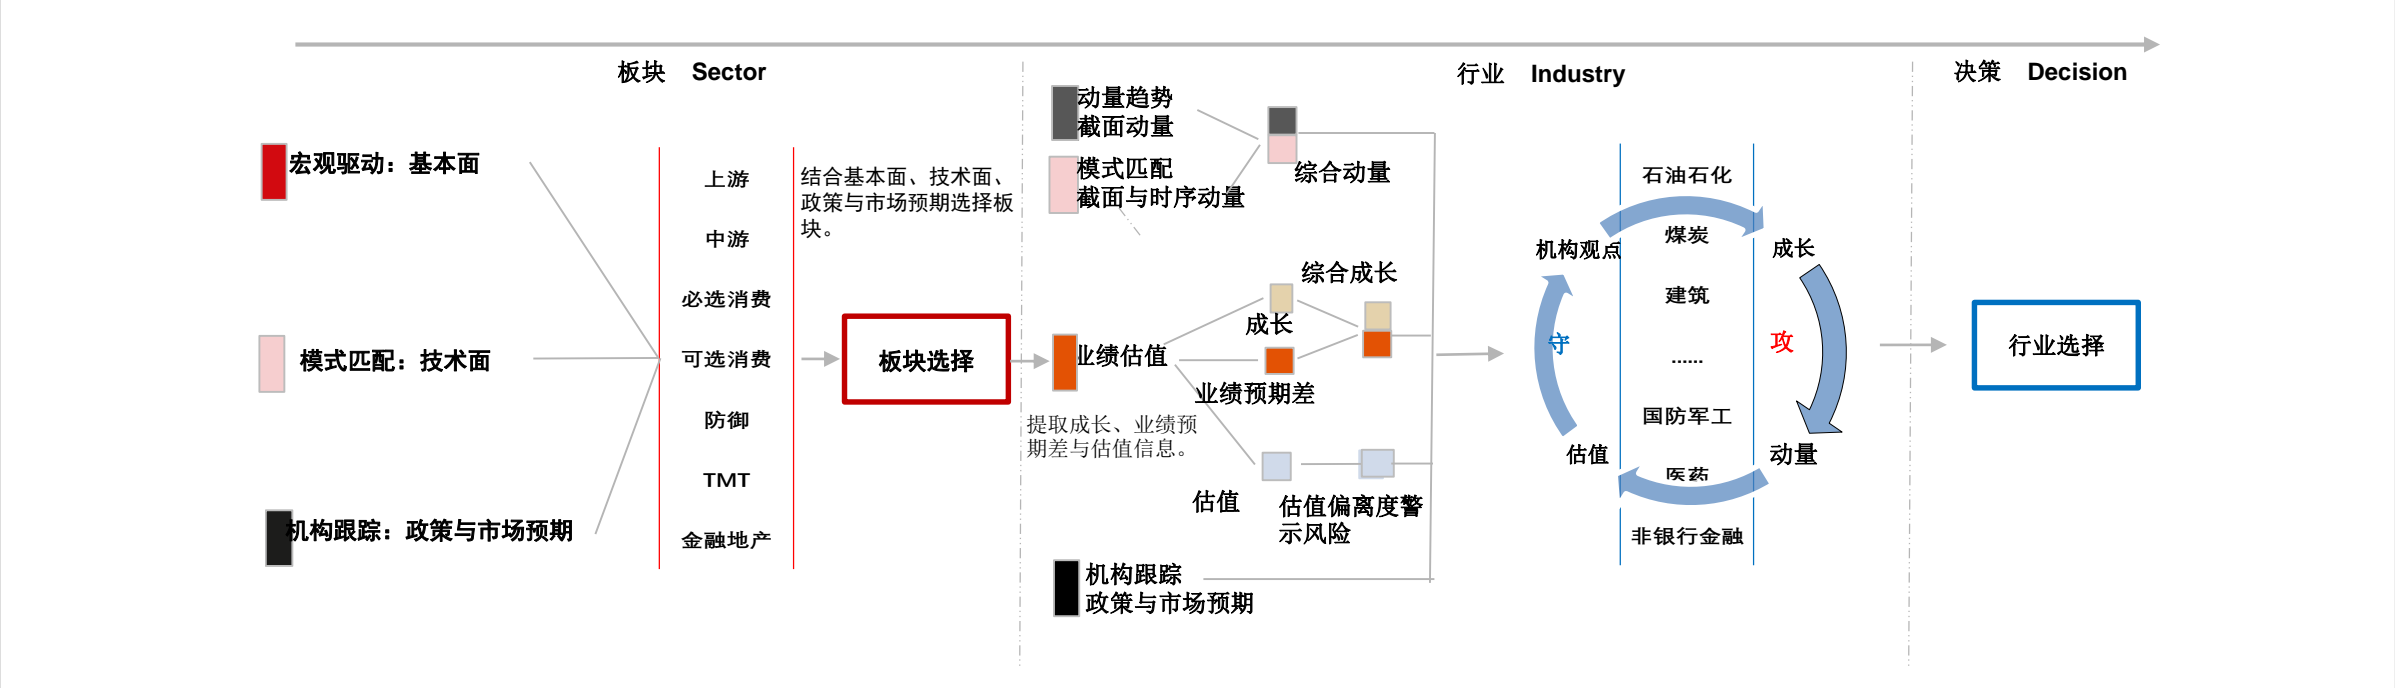 板块 Sector
行业 Industry
决策 Decision
宏观驱动：基本面
模式匹配：技术面
机构跟踪：政策与市场预期
上游
中游
必选消费
可选消费
防御
TMT
金融地产
结合基本面、技术面、
政策与市场预期选择板
块。
板块选择
动量趋势
截面动量
模式匹配
截面与时序动量
综合动量
业绩估值
提取成长、业绩预
期差与估值信息。
综合成长
成长
业绩预期差
估值
估值偏离度警
示风险
机构跟踪
政策与市场预期
机构观点
守
估值
石油石化
煤炭
建筑
......
国防军工
医药
非银行金融
成长
攻
动量
行业选择